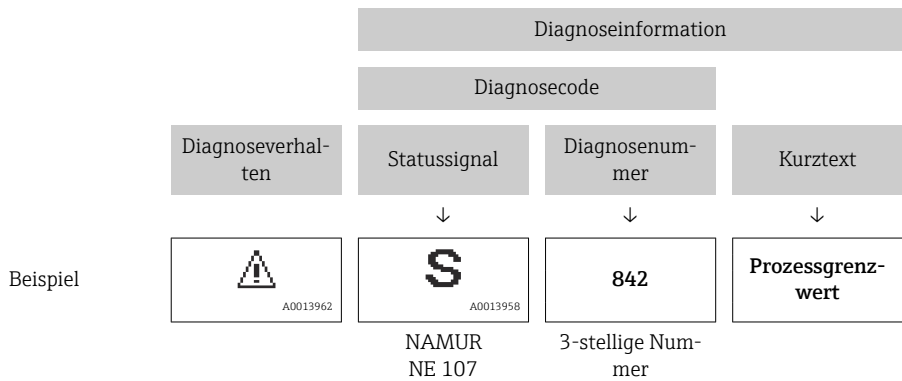 Diagnoseinformation
Diagnosecode
Diagnoseverhal-
ten
Statussignal
Diagnosenum-
mer
Kurztext
↓ ↓ ↓
Beispiel
A0013962
S
A0013958
842
Prozessgrenz-
wert
NAMUR
NE 107
3-stellige Num-
mer